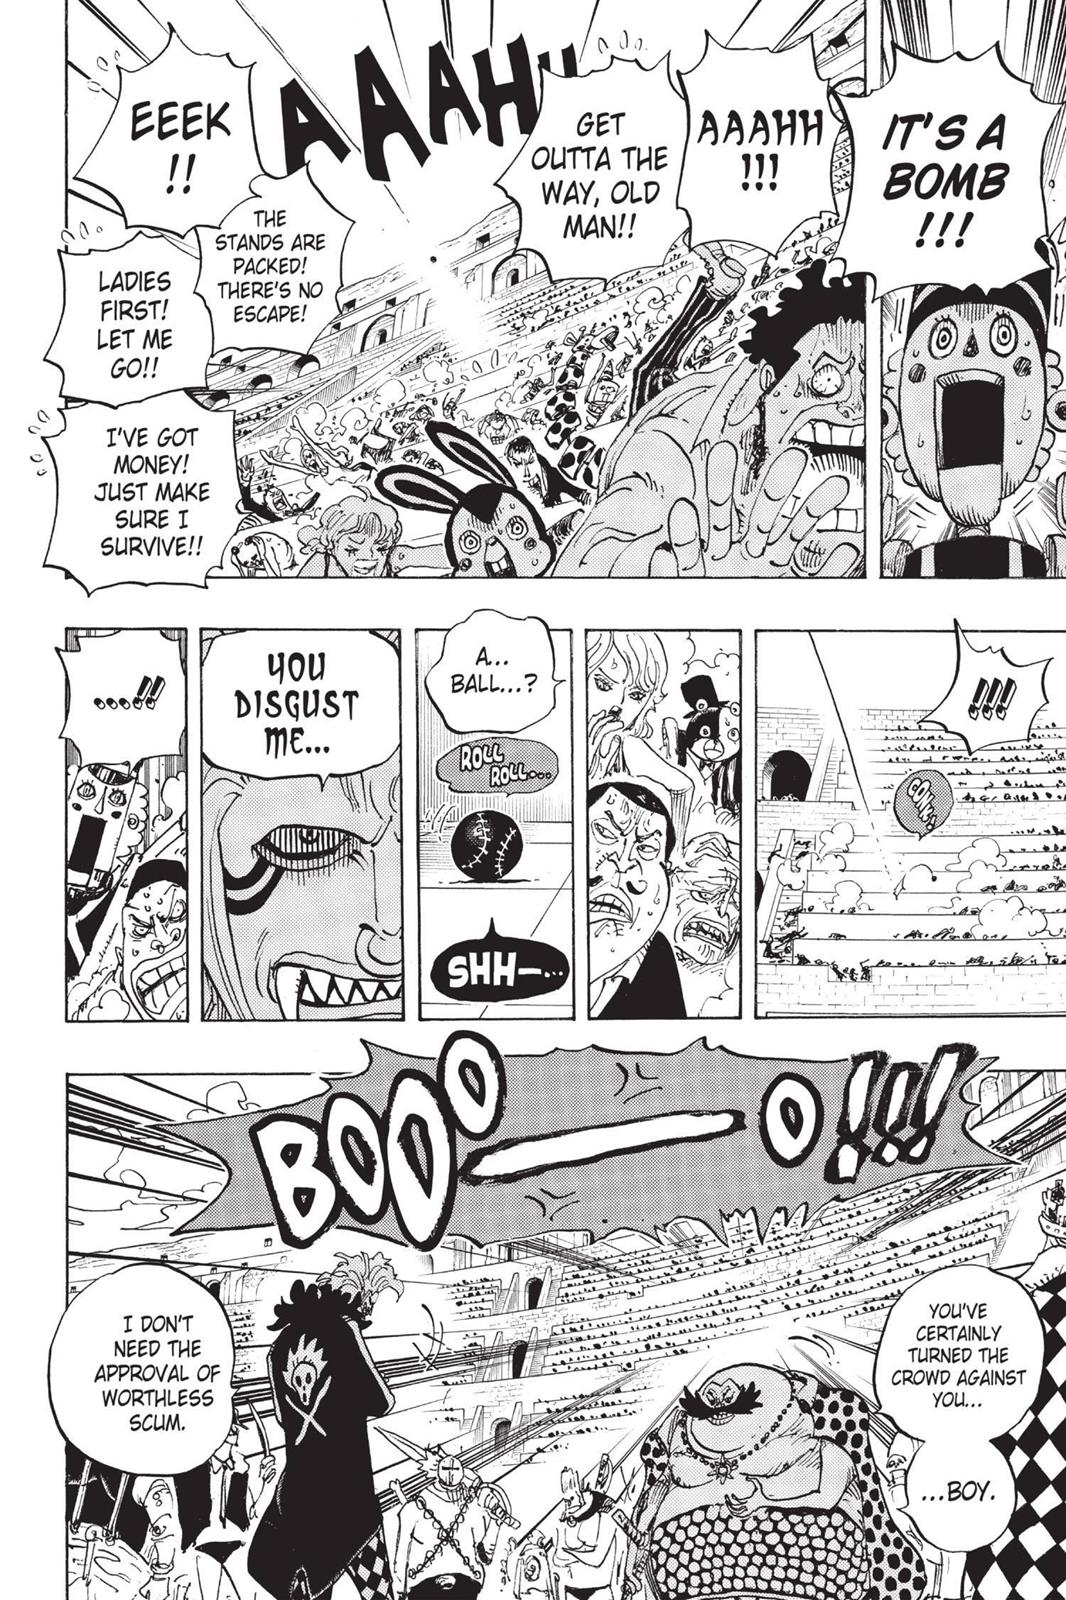 IT'S A
BOMB
!!!
AAAHH
!!!
GET
OUTTA THE
WAY, OLD
MAN!!
AAAH
EEEK
!!
THE
STANDS ARE
PACKED!
THERE'S NO
ESCAPE!
LADIES
FIRST!
LET ME
GO!!
I'VE GOT
MONEY!
JUST MAKE
SURE I
SURVIVE!!
...!!
YOU
DISGUST
ME...
A...
BALL...?
ROLL
ROLL...
SHH—...
!!!
BOOOO—O!!!
I DON'T
NEED THE
APPROVAL OF
WORTHLESS
SCUM.
YOU'VE
CERTAINLY
TURNED THE
CROWD AGAINST
YOU...
...BOY.